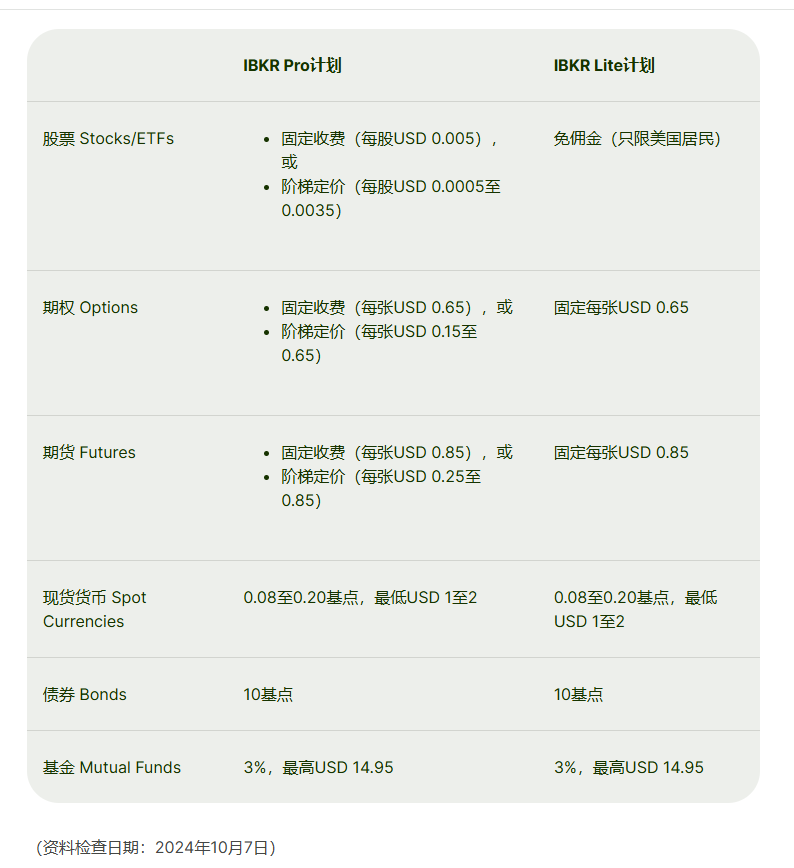 IBKR Pro计划 IBKR Lite计划
股票 Stocks/ETFs
• 固定收费（每股USD 0.005），
或
• 阶梯定价（每股USD 0.0005至
0.0035）
免佣金（只限美国居民）
期权 Options
• 固定收费（每张USD 0.65），或
• 阶梯定价（每张USD 0.15至
0.65）
固定每张USD 0.65
期货 Futures
• 固定收费（每张USD 0.85），或
• 阶梯定价（每张USD 0.25至
0.85）
固定每张USD 0.85
现货货币 Spot
Currencies
0.08至0.20基点，最低USD 1至2
0.08至0.20基点，最低
USD 1至2
债券 Bonds
10基点
10基点
基金 Mutual Funds
3%，最高USD 14.95
3%，最高USD 14.95
（资料检查日期：2024年10月7日）